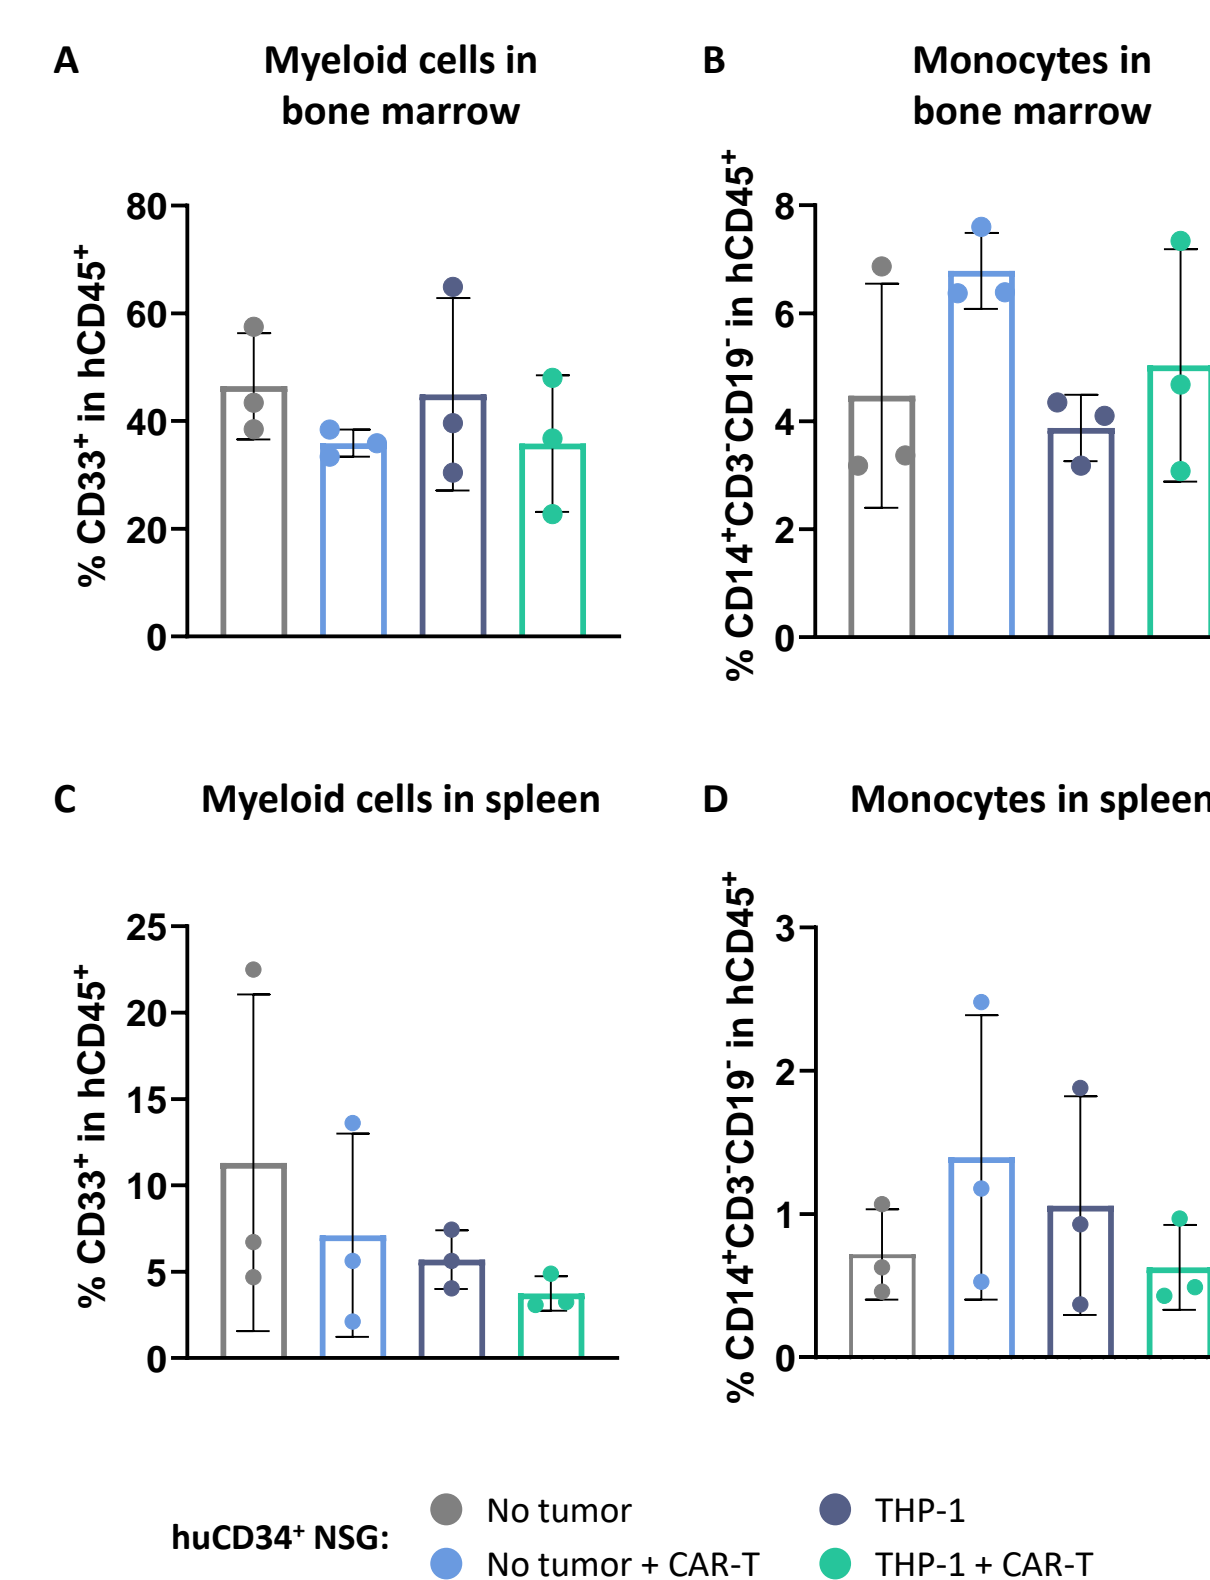 A
Myeloid cells in
bone marrow
% CD33⁺ in hCD45⁺
80
60
40
20
0
B
Monocytes in
bone marrow
% CD14⁺CD3⁻CD19⁻ in hCD45⁺
8
6
4
2
0
C
Myeloid cells in spleen
% CD33⁺ in hCD45⁺
25
20
15
10
5
0
D
Monocytes in spleen
% CD14⁺CD3⁻CD19⁻ in hCD45⁺
3
2
1
0
huCD34⁺ NSG:
No tumor
THP-1
No tumor + CAR-T
THP-1 + CAR-T